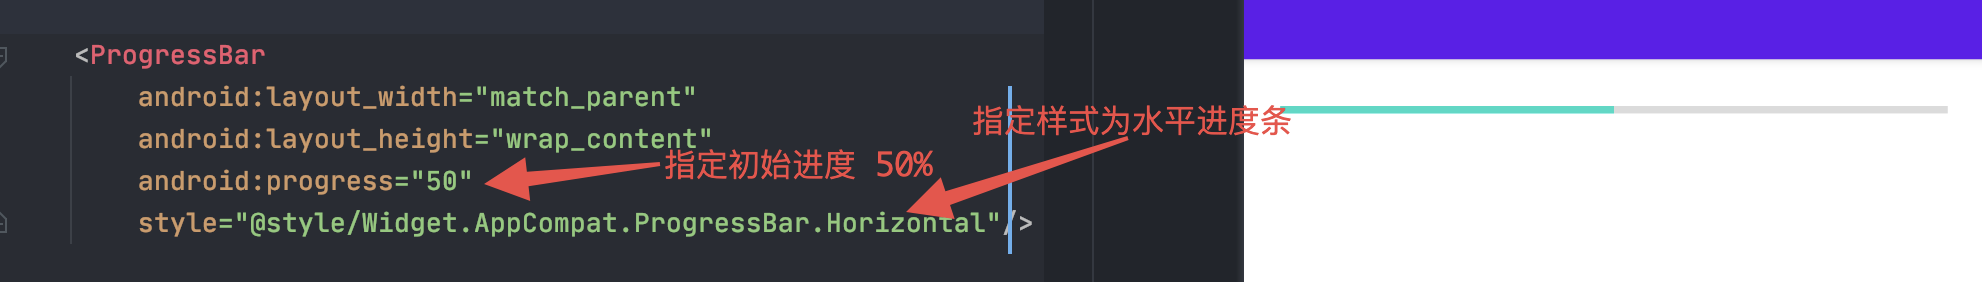 <ProgressBar
android:layout_width="match_parent"
指定样式为水平进度条
android:layout_height="wrap_content"
指定初始进度 50%
android:progress="50"
style="@style/Widget.AppCompat.ProgressBar.Horizontal"/>